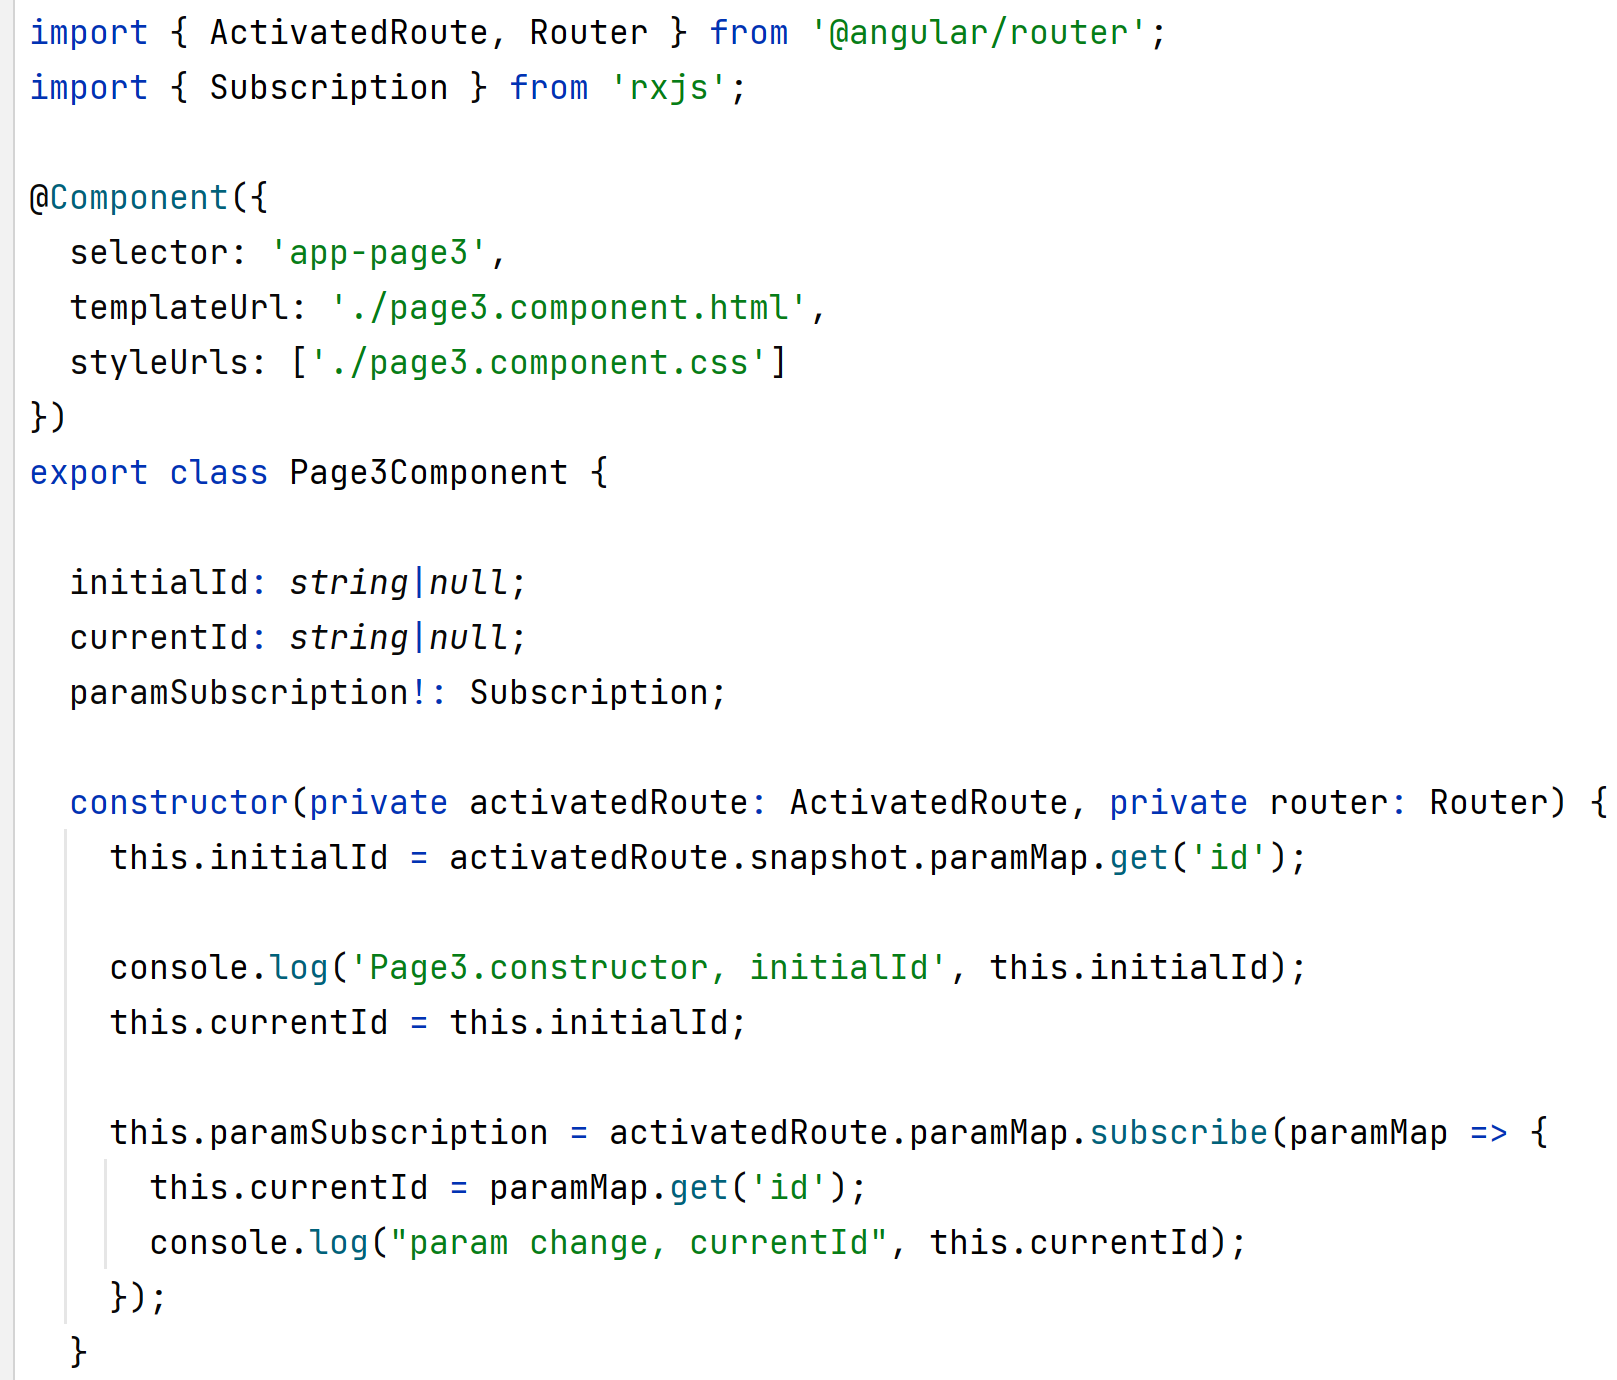 import { ActivatedRoute, Router } from '@angular/router';
import { Subscription } from 'rxjs';

@Component({
  selector: 'app-page3',
  templateUrl: './page3.component.html',
  styleUrls: ['./page3.component.css']
})
export class Page3Component {

  initialId: string|null;
  currentId: string|null;
  paramSubscription!: Subscription;

  constructor(private activatedRoute: ActivatedRoute, private router: Router) {
    this.initialId = activatedRoute.snapshot.paramMap.get('id');

    console.log('Page3.constructor, initialId', this.initialId);
    this.currentId = this.initialId;

    this.paramSubscription = activatedRoute.paramMap.subscribe(paramMap => {
      this.currentId = paramMap.get('id');
      console.log("param change, currentId", this.currentId);
    });
  }